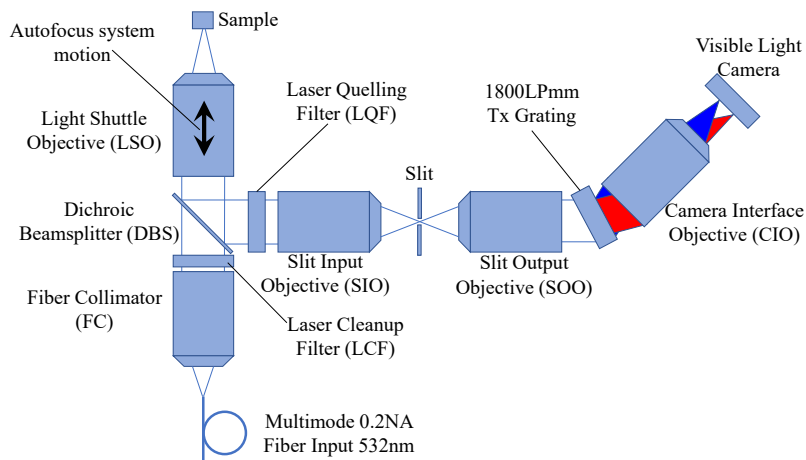 Sample
Autofocus system
motion
Light Shuttle
Objective (LSO)
Laser Quelling
Filter (LQF)
1800LPmm
Tx Grating
Visible Light
Camera
Slit
Dichroic
Beamsplitter (DBS)
Slit Input
Objective (SIO)
Slit Output
Objective (SOO)
Camera Interface
Objective (CIO)
Fiber Collimator
(FC)
Laser Cleanup
Filter (LCF)
Multimode 0.2NA
Fiber Input 532nm